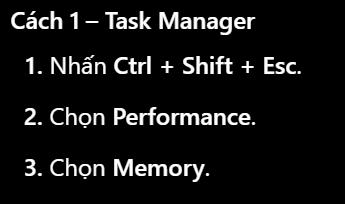 Cách 1 – Task Manager
1. Nhấn Ctrl + Shift + Esc.
2. Chọn Performance.
3. Chọn Memory.